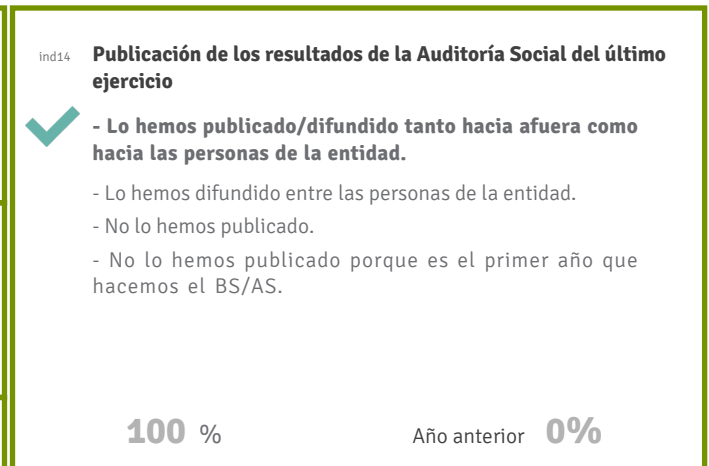 ind14 Publicación de los resultados de la Auditoría Social del último
ejercicio
- Lo hemos publicado/difundido tanto hacia afuera como
hacia las personas de la entidad.
- Lo hemos difundido entre las personas de la entidad.
- No lo hemos publicado.
- No lo hemos publicado porque es el primer año que
hacemos el BS/AS.
100 % Año anterior 0%